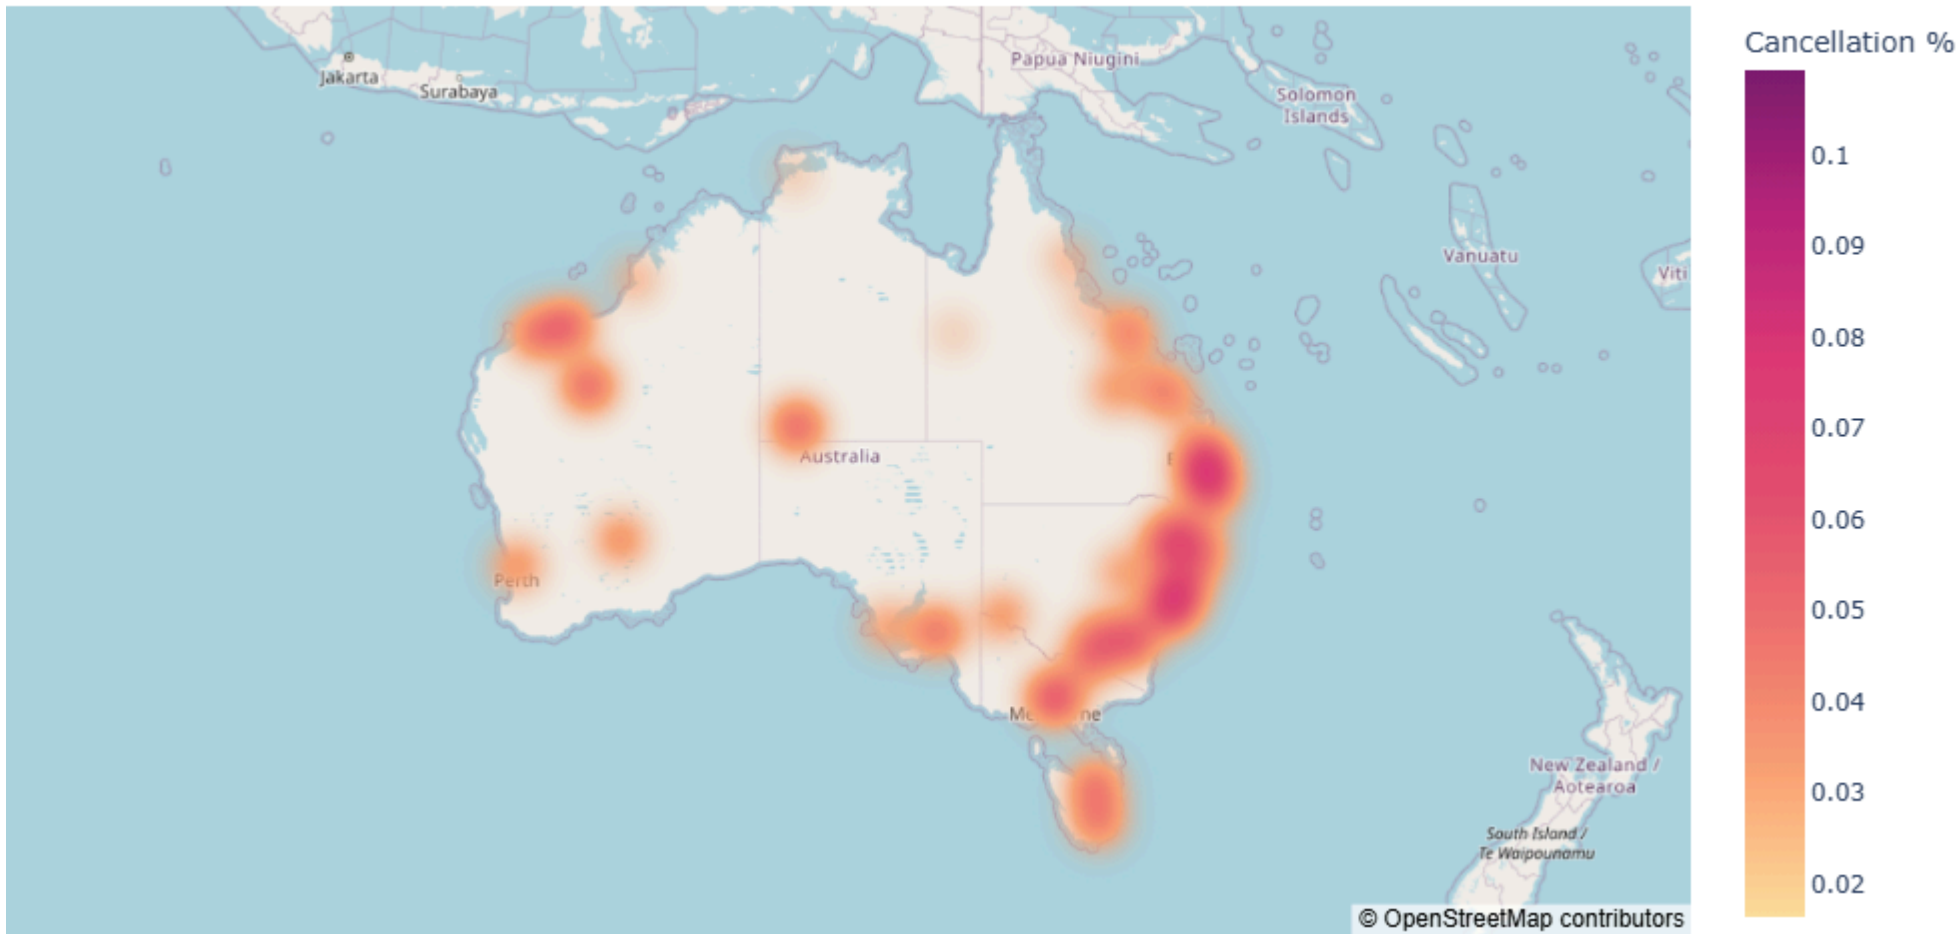 Cancellation %
Papua Niugini
Jakarta
Surabaya
Solomon
Islands
0.1
0.09
Vanuatu
Viti
0.08
0.07
Australia
0.06
Perth
0.05
0.04
New Zealand /
Aotearoa
0.03
South Island /
Te Waipounamu
0.02
© OpenStreetMap contributors